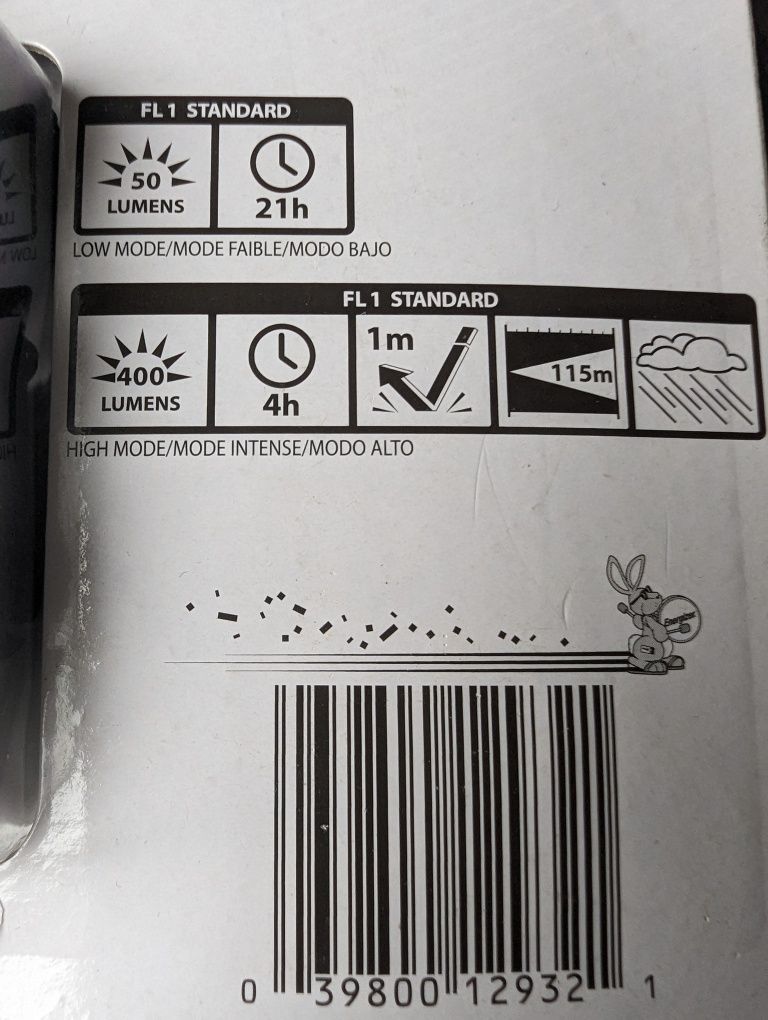 FL 1 STANDARD
50
LUMENS
21h
LOW MODE/MODE FAIBLE/MODO BAJO
FL 1 STANDARD
400
LUMENS
4h
1m
115m
HIGH MODE/MODE INTENSE/MODO ALTO
Energizer
0 39800 12932 1